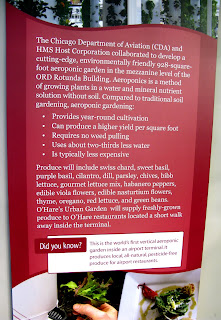 The Chicago Department of Aviation (CDA) and
HMS Host Corporation collaborated to develop a
cutting-edge, environmentally friendly 928-square-
foot aeroponic garden in the mezzanine level of the
ORD Rotunda Building. Aeroponics is a method
of growing plants in a water and mineral nutrient
solution without soil. Compared to traditional soil
gardening, aeroponic gardening:
• Provides year-round cultivation
• Can produce a higher yield per square foot
• Requires no weed pulling
• Uses about two-thirds less water
• Is typically less expensive
Produce will include swiss chard, sweet basil,
purple basil, cilantro, dill, parsley, chives, bibb
lettuce, gourmet lettuce mix, habanero peppers,
edible viola flowers, edible nasturtium flowers,
thyme, oregano, red lettuce, and green beans.
O'Hare's Urban Garden will supply freshly-grown
produce to O'Hare restaurants located a short walk
away inside the terminal.
Did you know?
This is the world's first vertical aeroponic
garden inside an airport terminal. It
produces local, all-natural, pesticide-free
produce for airport restaurants.